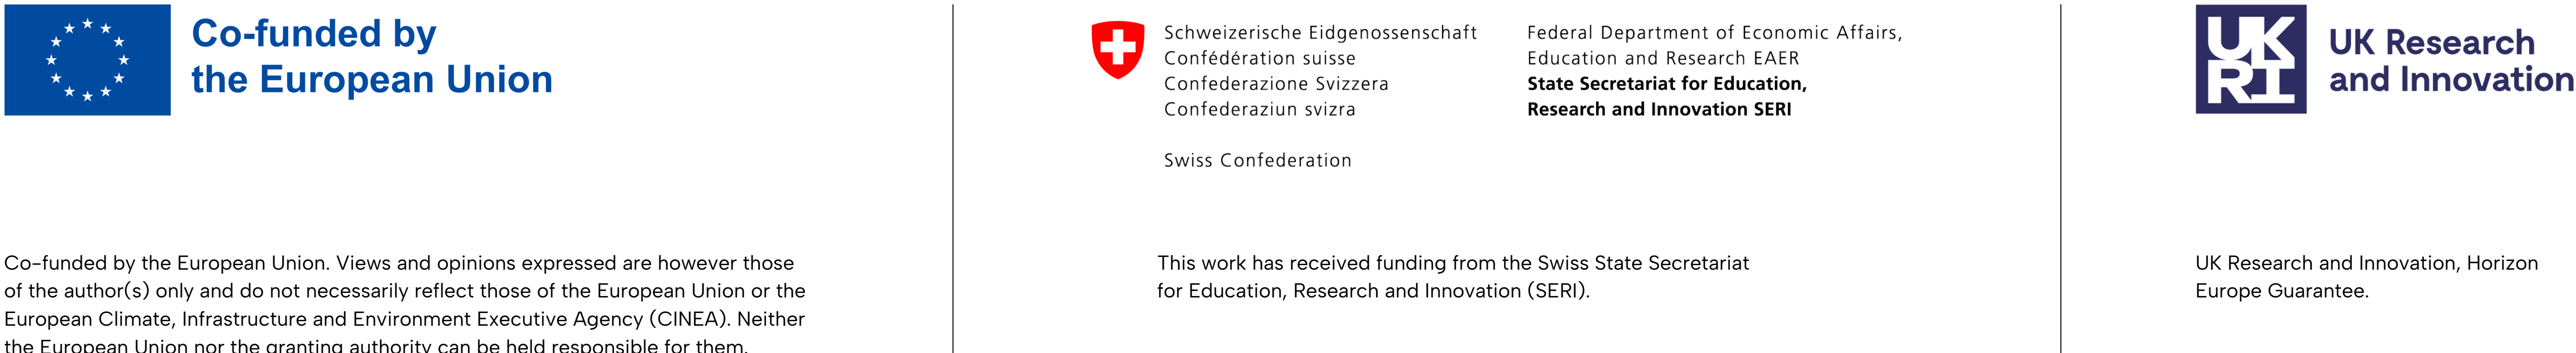 Co-funded by
the European Union
Co-funded by the European Union. Views and opinions expressed are however those
of the author(s) only and do not necessarily reflect those of the European Union or the
European Climate, Infrastructure and Environment Executive Agency (CINEA). Neither
the European Union nor the granting authority can be held responsible for them.
Schweizerische Eidgenossenschaft
Confédération suisse
Confederazione Svizzera
Confederaziun svizra
Swiss Confederation
Federal Department of Economic Affairs,
Education and Research EAER
State Secretariat for Education,
Research and Innovation SERI
This work has received funding from the Swiss State Secretariat
for Education, Research and Innovation (SERI).
UK
RI
UK Research
and Innovation
UK Research and Innovation, Horizon
Europe Guarantee.